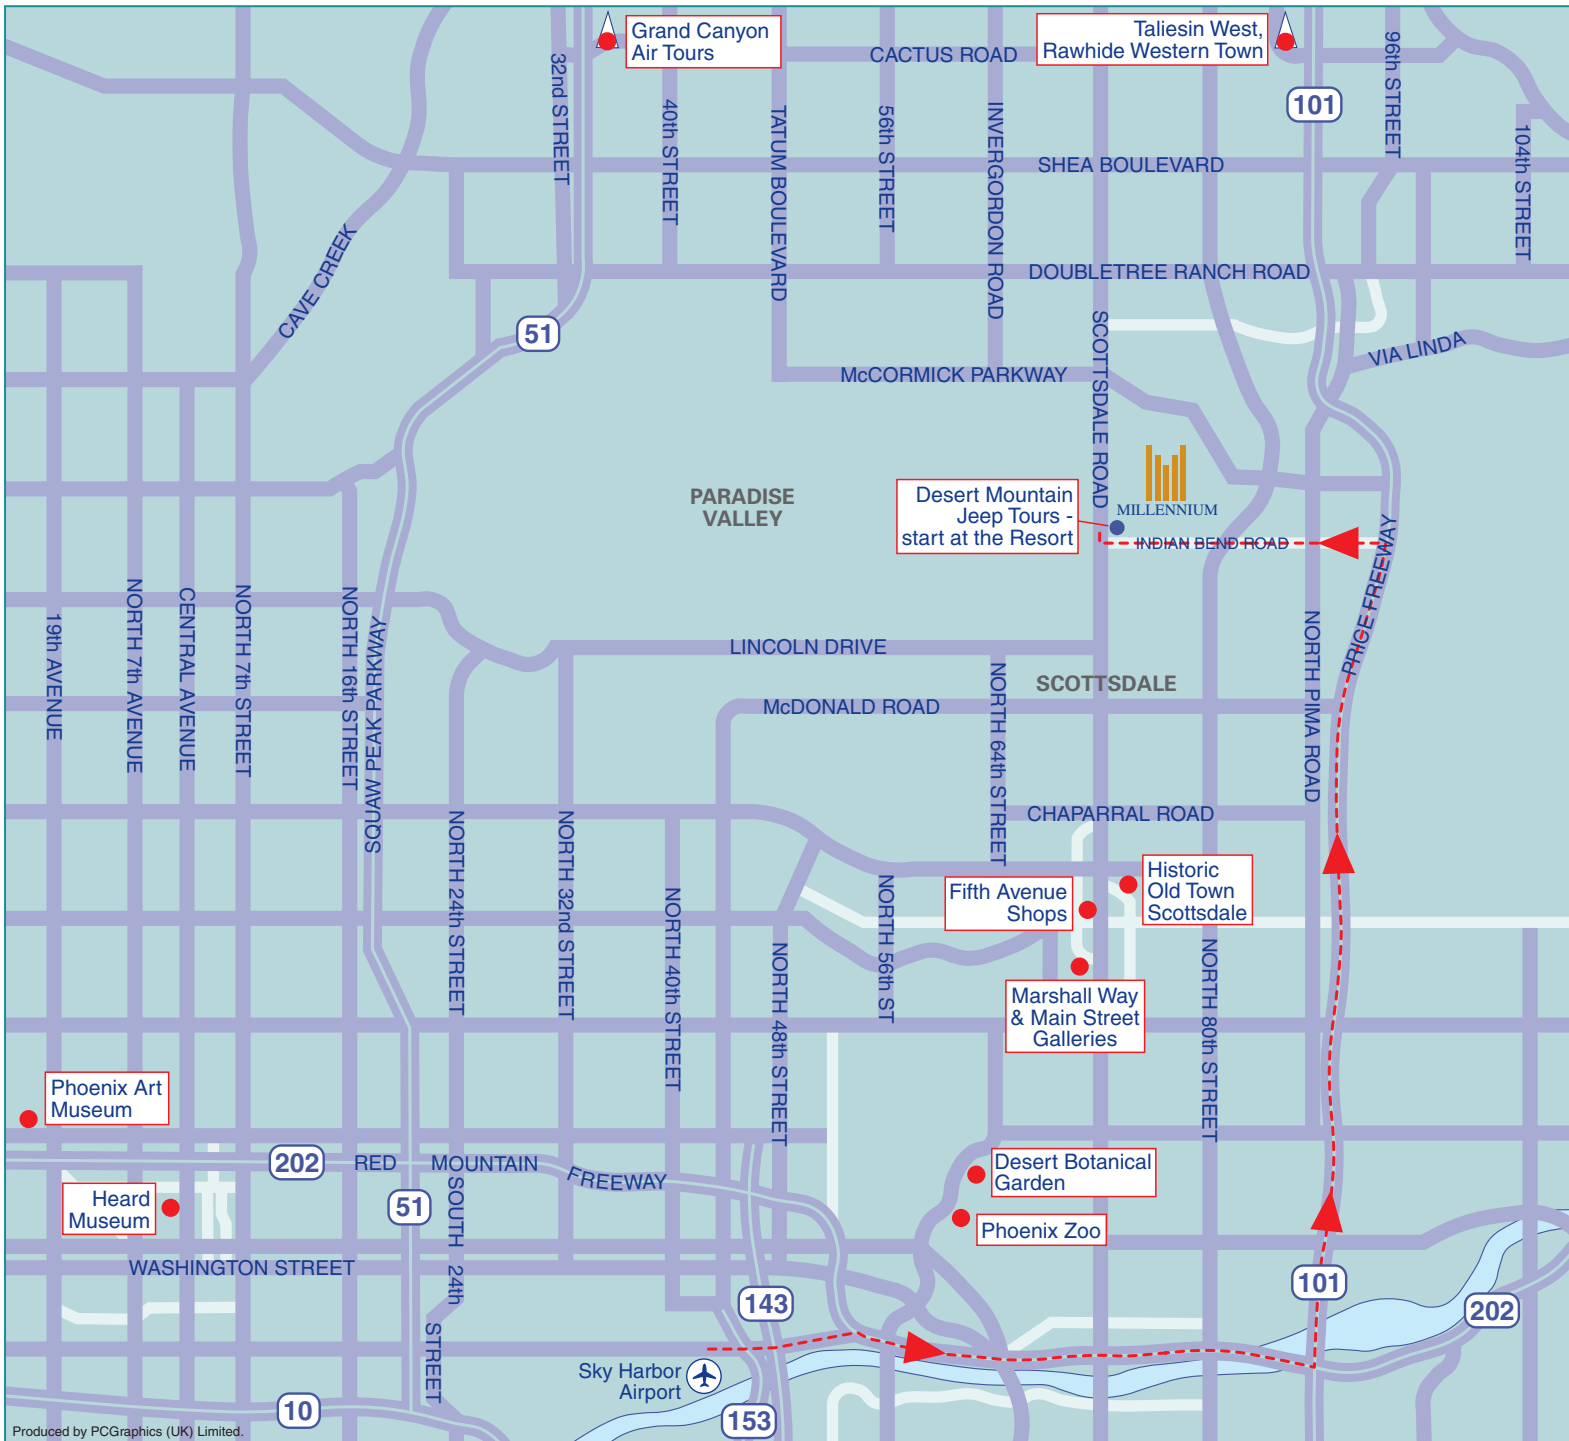 Grand Canyon
Air Tours
Taliesin West,
Rawhide Western Town
CACTUS ROAD
32nd STREET
40th STREET
TATUM BOULEVARD
56th STREET
INVERGORDON ROAD
101
96th STREET
104th STREET
SHEA BOULEVARD
CAVE CREEK
DOUBLETREE RANCH ROAD
51
SCOTTSDALE ROAD
VIA LINDA
McCORMICK PARKWAY
PARADISE
VALLEY
Desert Mountain
Jeep Tours -
start at the Resort
MILLENNIUM
INDIAN BEND ROAD
PRICE FREEWAY
19th AVENUE
NORTH 7th AVENUE
CENTRAL AVENUE
NORTH 7th STREET
NORTH 16th STREET
SQUAW PEAK PARKWAY
LINCOLN DRIVE
NORTH 64th STREET
SCOTTSDALE
NORTH PIMA ROAD
McDONALD ROAD
CHAPARRAL ROAD
NORTH 24th STREET
NORTH 32nd STREET
NORTH 40th STREET
NORTH 48th STREET
NORTH 56th ST
Fifth Avenue
Shops
Historic
Old Town
Scottsdale
NORTH 80th STREET
Marshall Way
& Main Street
Galleries
Phoenix Art
Museum
202
RED MOUNTAIN FREEWAY
Desert Botanical
Garden
Heard
Museum
51
SOUTH 24th STREET
Phoenix Zoo
WASHINGTON STREET
143
101
202
Sky Harbor
Airport
10
153
Produced by PCGraphics (UK) Limited.